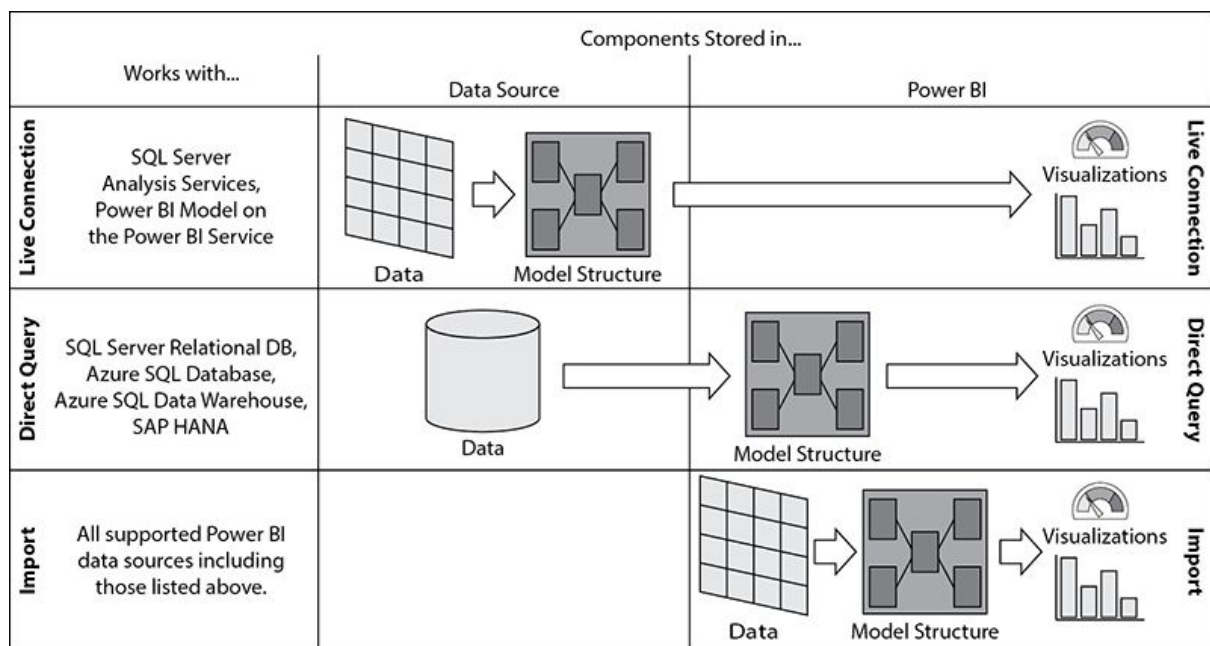 Components Stored in...
Works with...
Data Source
Power BI
Live Connection
SQL Server
Analysis Services,
Power BI Model on
the Power BI Service
Data
Model Structure
Visualizations
Live Connection
Direct Query
SQL Server Relational DB,
Azure SQL Database,
Azure SQL Data Warehouse,
SAP HANA
Data
Model Structure
Visualizations
Direct Query
Import
All supported Power BI
data sources including
those listed above.
Data
Model Structure
Visualizations
Import